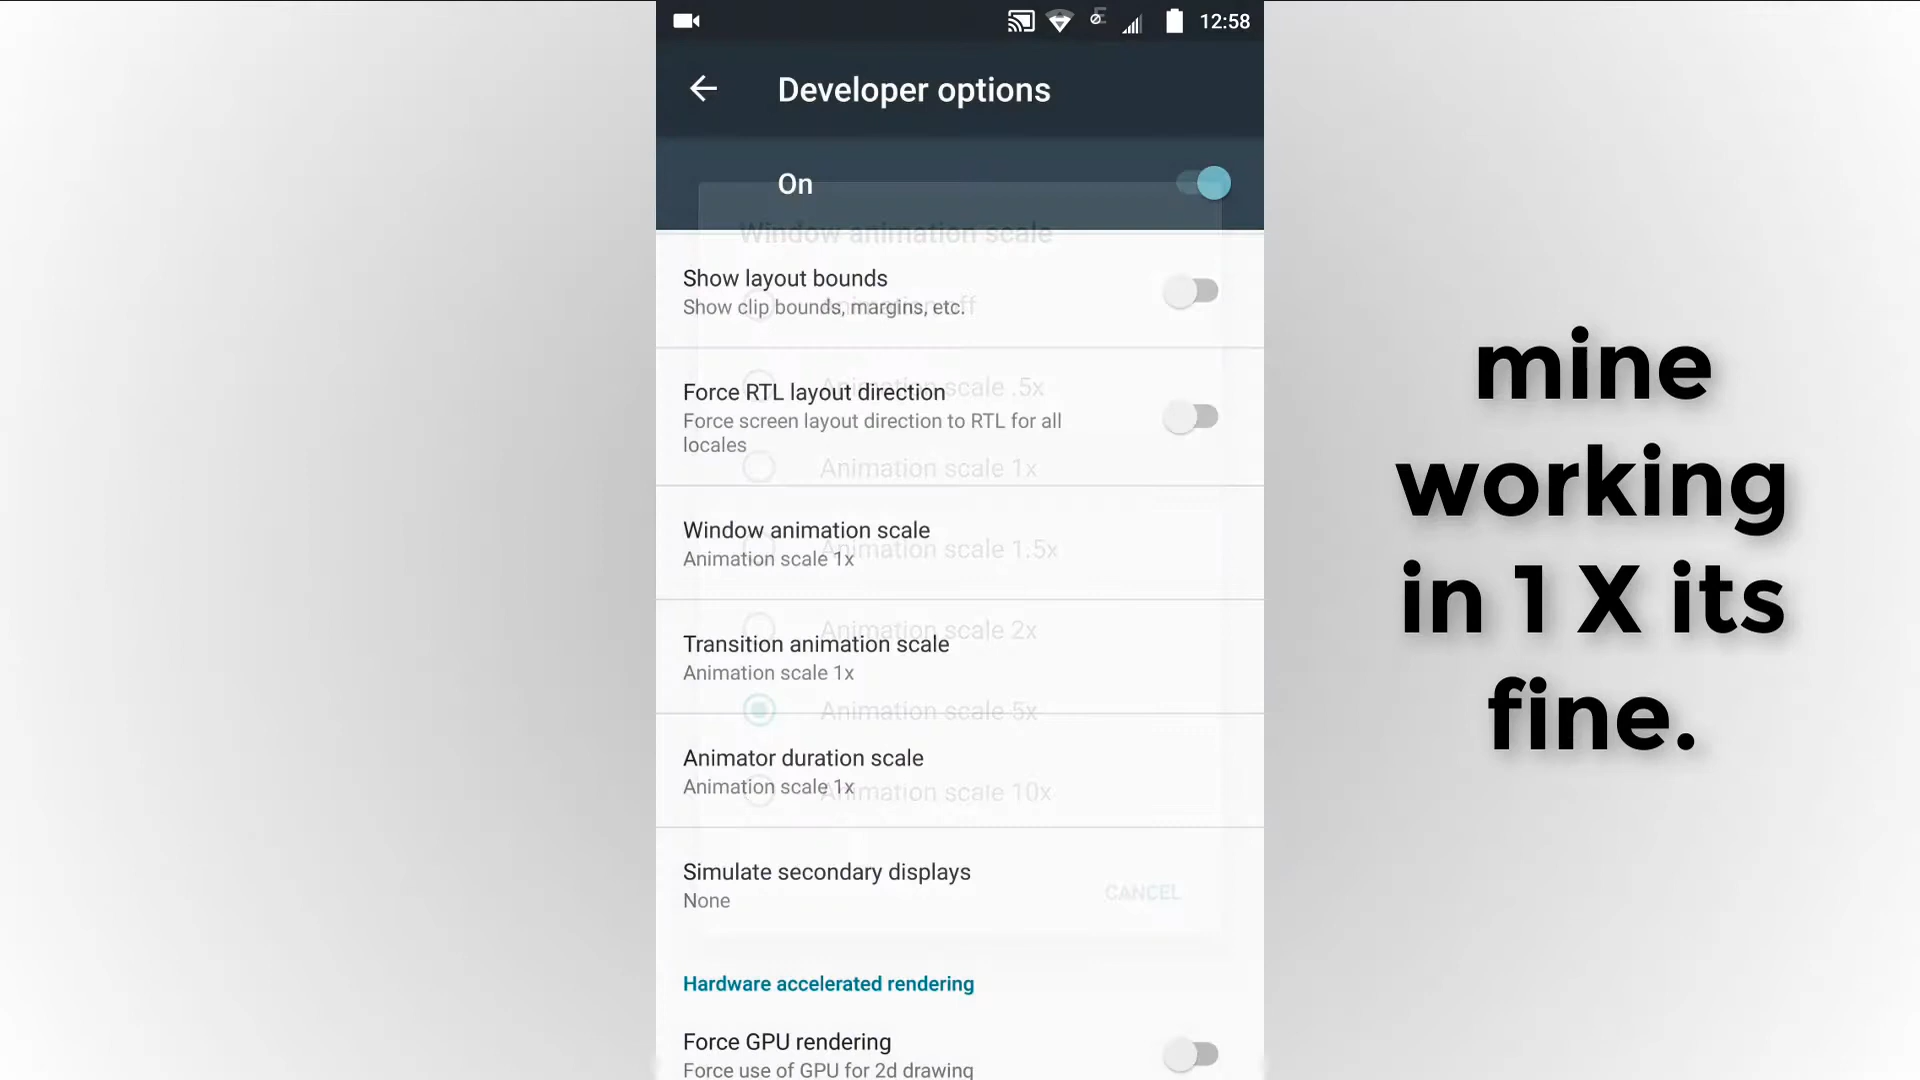 12:58
Developer options
On
Window animation scale
Show layout bounds
Show clip bounds, margins, etc.
Animation off
Animation scale .5x
Force RTL layout direction
Force screen layout direction to RTL for all
locales
Animation scale 1x
Window animation scale
Animation scale 1x
Animation scale 1.5x
Animation scale 2x
Transition animation scale
Animation scale 1x
Animation scale 5x
Animator duration scale
Animation scale 1x
Animation scale 10x
Simulate secondary displays
None
CANCEL
Hardware accelerated rendering
Force GPU rendering
Force use of GPU for 2d drawing
mine
working
in 1 X its
fine.